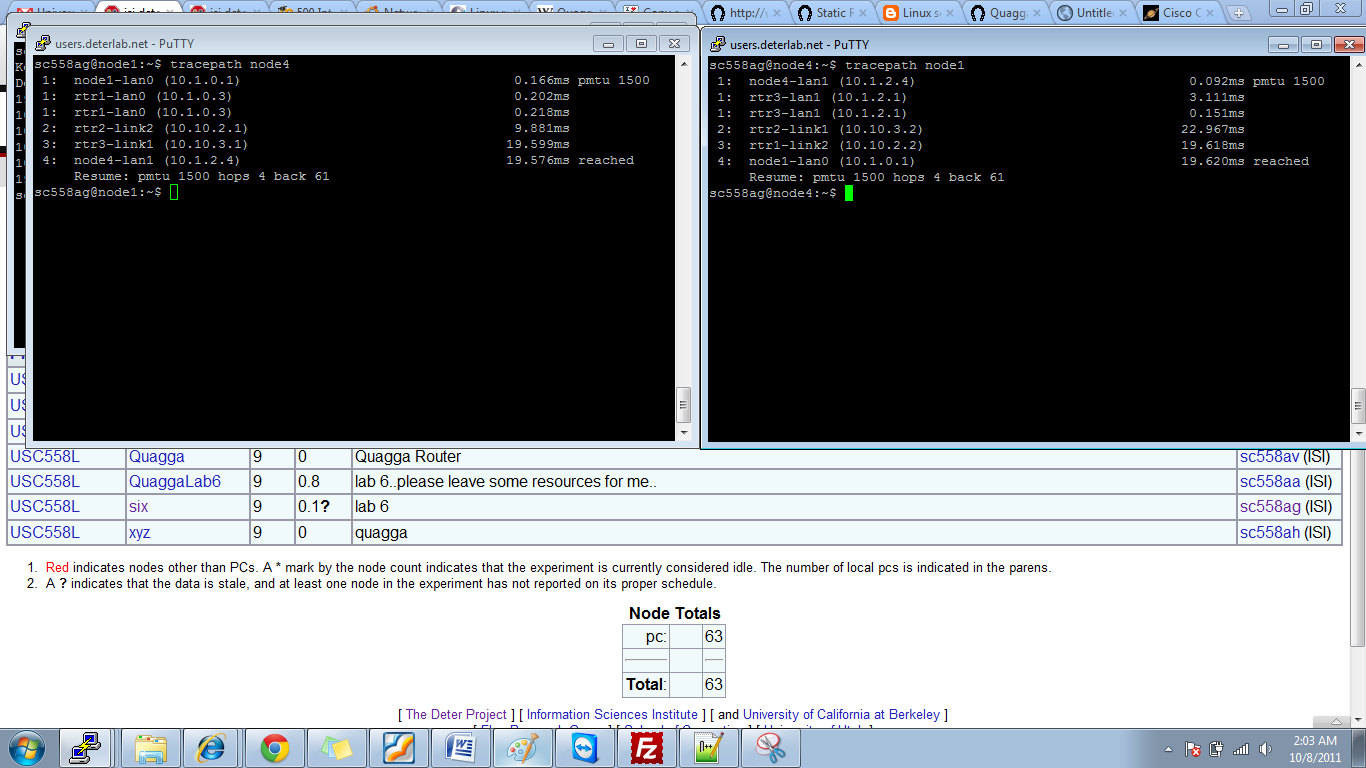 http://
Static R
Linux s
Quagg
Untitle
Cisco C
users.deterlab.net - PuTTY
sc558ag@node1:~$ tracepath node4
1: node1-lan0 (10.1.0.1) 0.166ms pmtu 1500
1: rtr1-lan0 (10.1.0.3) 0.202ms
1: rtr1-lan0 (10.1.0.3) 0.218ms
2: rtr2-link2 (10.10.2.1) 9.881ms
3: rtr3-link1 (10.10.3.1) 19.599ms
4: node4-lan1 (10.1.2.4) 19.576ms reached
Resume: pmtu 1500 hops 4 back 61
sc558ag@node1:~$
users.deterlab.net - PuTTY
sc558ag@node4:~$ tracepath node1
1: node4-lan1 (10.1.2.4) 0.092ms pmtu 1500
1: rtr3-lan1 (10.1.2.1) 3.111ms
1: rtr3-lan1 (10.1.2.1) 0.151ms
2: rtr2-link1 (10.10.3.2) 22.967ms
3: rtr1-link2 (10.10.2.2) 19.618ms
4: node1-lan0 (10.1.0.1) 19.620ms reached
Resume: pmtu 1500 hops 4 back 61
sc558ag@node4:~$
USC558L Quagga 9 0 Quagga Router sc558av (ISI)
USC558L QuaggaLab6 9 0.8 lab 6..please leave some resources for me.. sc558aa (ISI)
USC558L six 9 0.1? lab 6 sc558ag (ISI)
USC558L xyz 9 0 quagga sc558ah (ISI)
1. Red indicates nodes other than PCs. A * mark by the node count indicates that the experiment is currently considered idle. The number of local pcs is indicated in the parens.
2. A ? indicates that the data is stale, and at least one node in the experiment has not reported on its proper schedule.
Node Totals
pc: 63
Total: 63
[ The Deter Project ] [ Information Sciences Institute ] [ and University of California at Berkeley ]
2:03 AM
10/8/2011